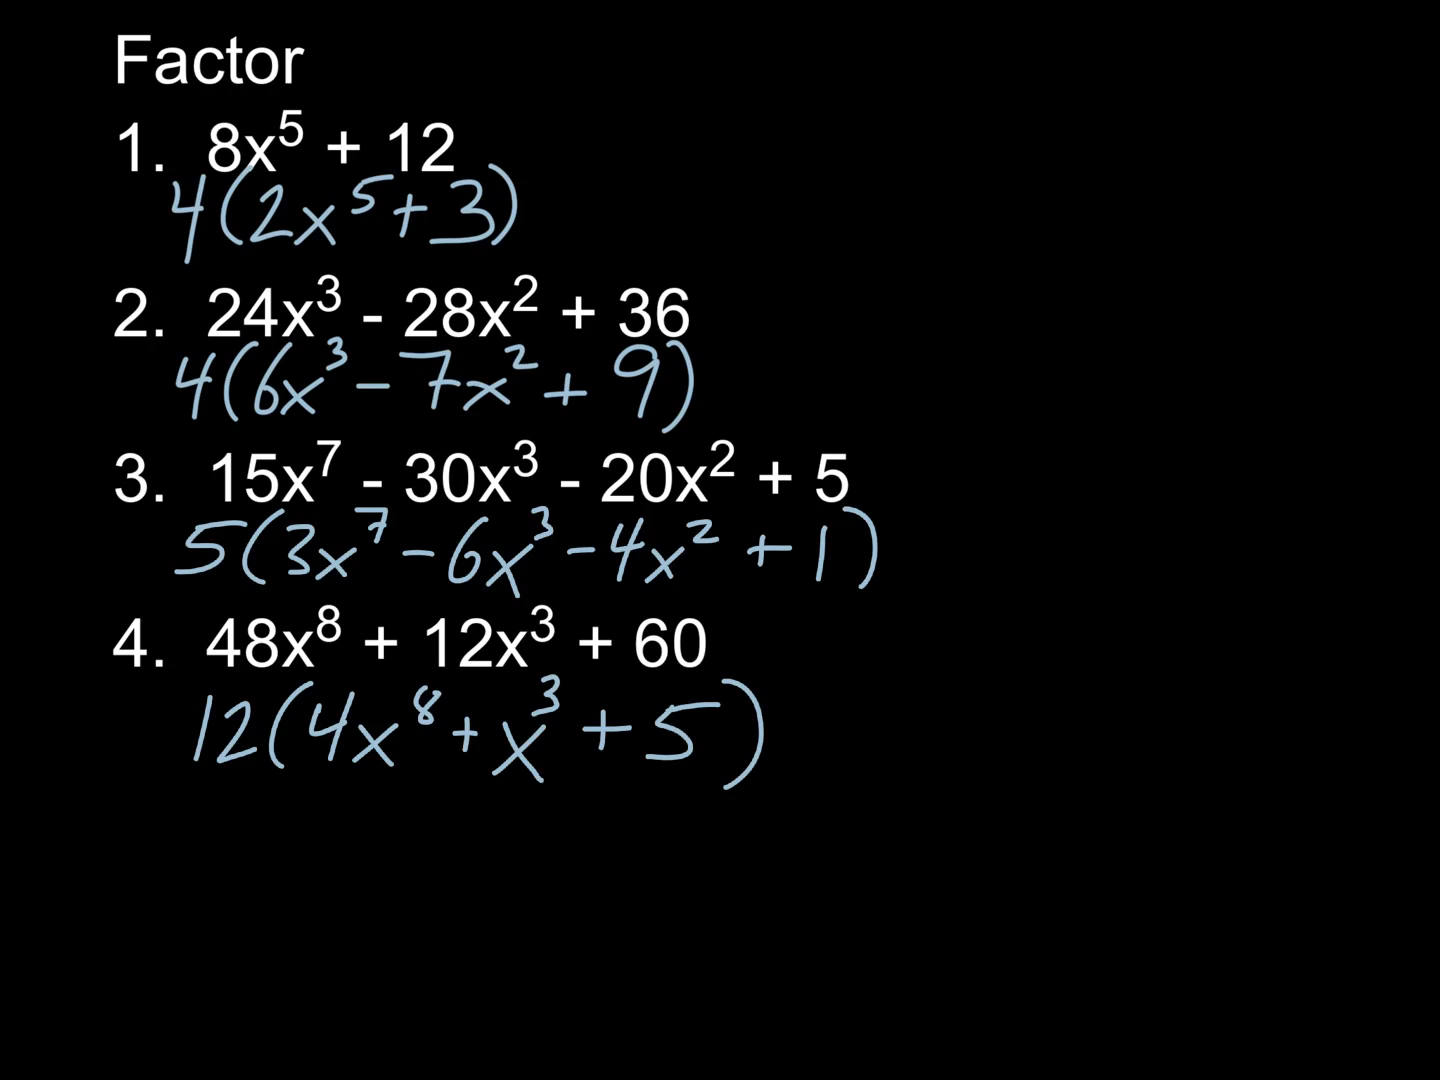 Factor
1. 8x⁵ + 12
4(2x⁵ + 3)
2. 24x³ - 28x² + 36
4(6x³ - 7x² + 9)
3. 15x⁷ - 30x³ - 20x² + 5
5(3x⁷ - 6x³ - 4x² + 1)
4. 48x⁸ + 12x³ + 60
12(4x⁸ + x³ + 5)